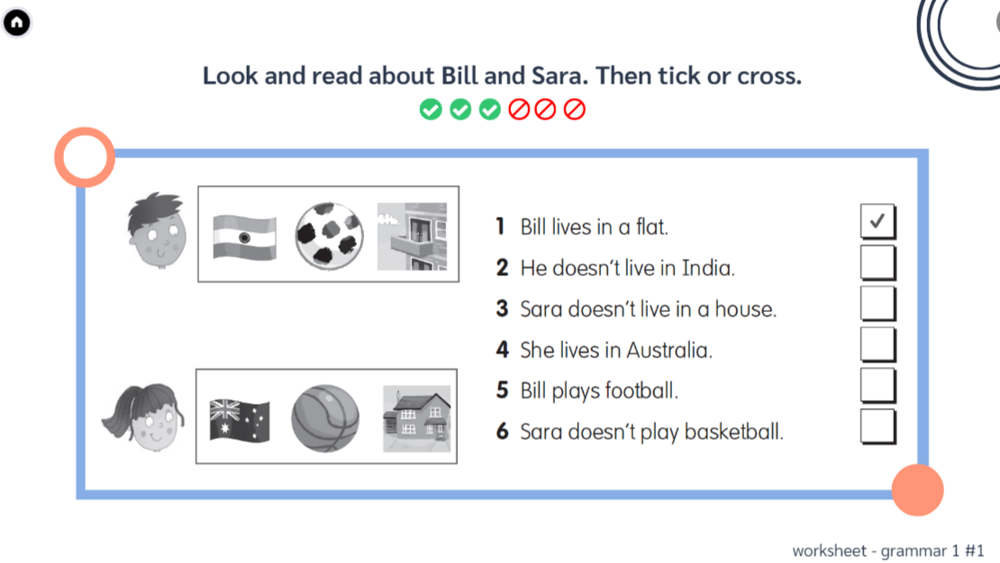 Look and read about Bill and Sara. Then tick or cross.
1 Bill lives in a flat.
2 He doesn't live in India.
3 Sara doesn't live in a house.
4 She lives in Australia.
5 Bill plays football.
6 Sara doesn't play basketball.
worksheet - grammar 1 #1